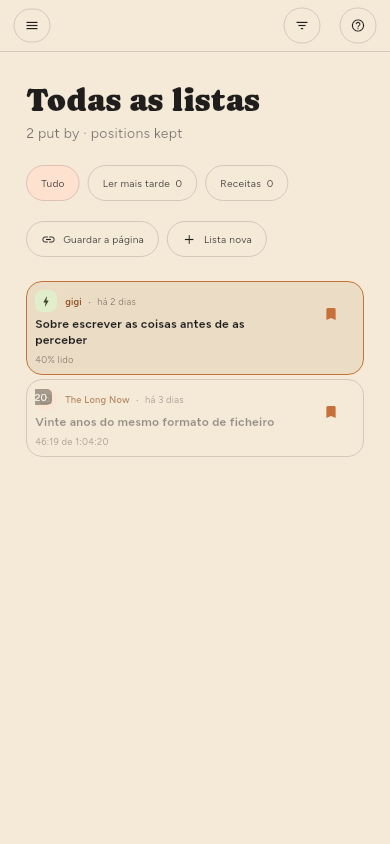 Todas as listas
2 put by · positions kept
Tudo
Ler mais tarde 0
Receitas 0
Guardar a página
Lista nova
gigi · há 2 dias
Sobre escrever as coisas antes de as
perceber
40% lido
20
The Long Now · há 3 dias
Vinte anos do mesmo formato de ficheiro
46:19 de 1:04:20